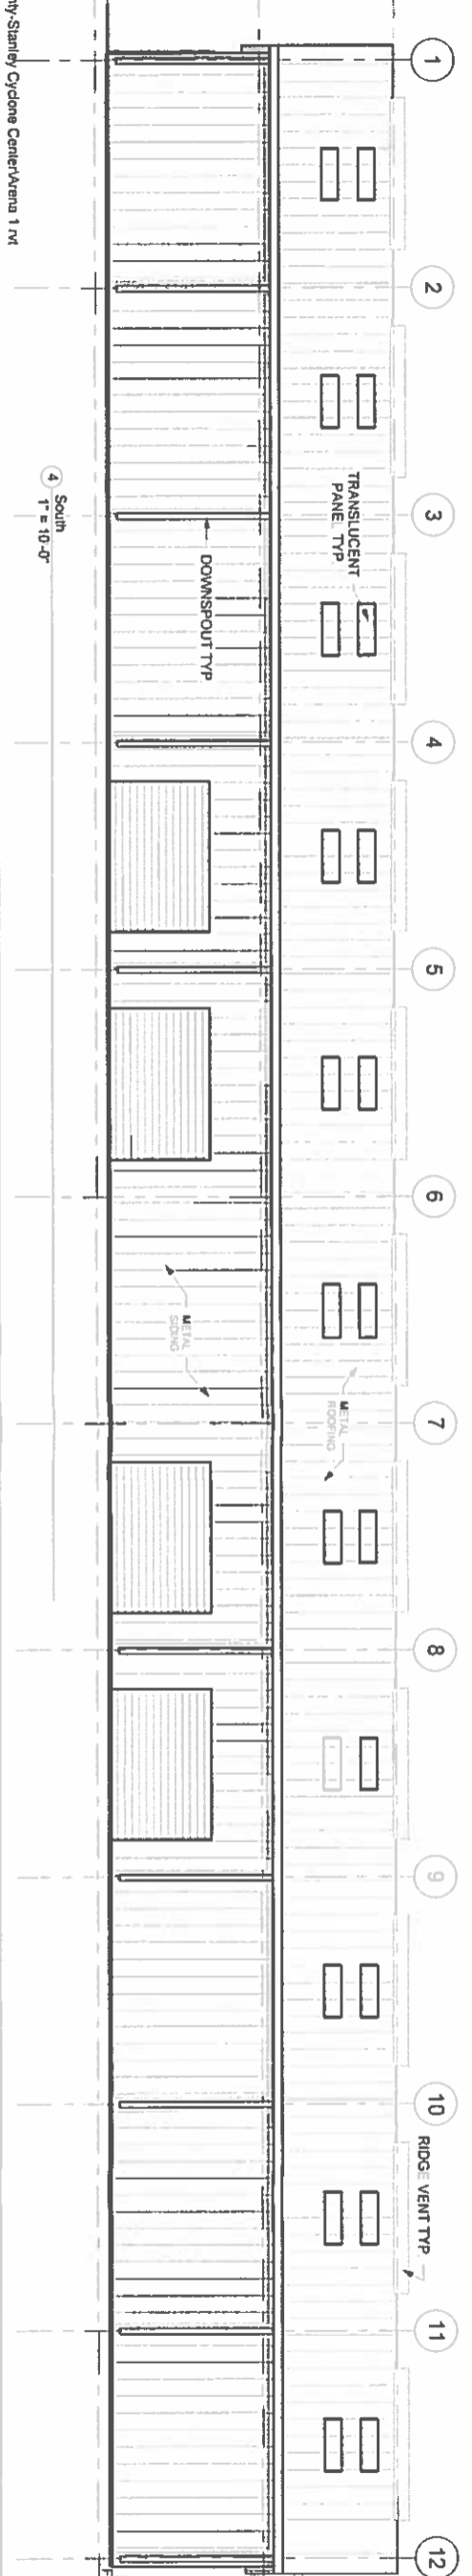 1
2
3
4
5
6
7
8
9
10
11
12
RIDGE VENT TYP.
TRANSLUCENT
PANEL TYP
METAL
ROOFING
DOWNSPOUT TYP
METAL
SIDING
4
South
1" = 10'-0"
nty-Stanley Cyclone Center\Arena 1.rvt